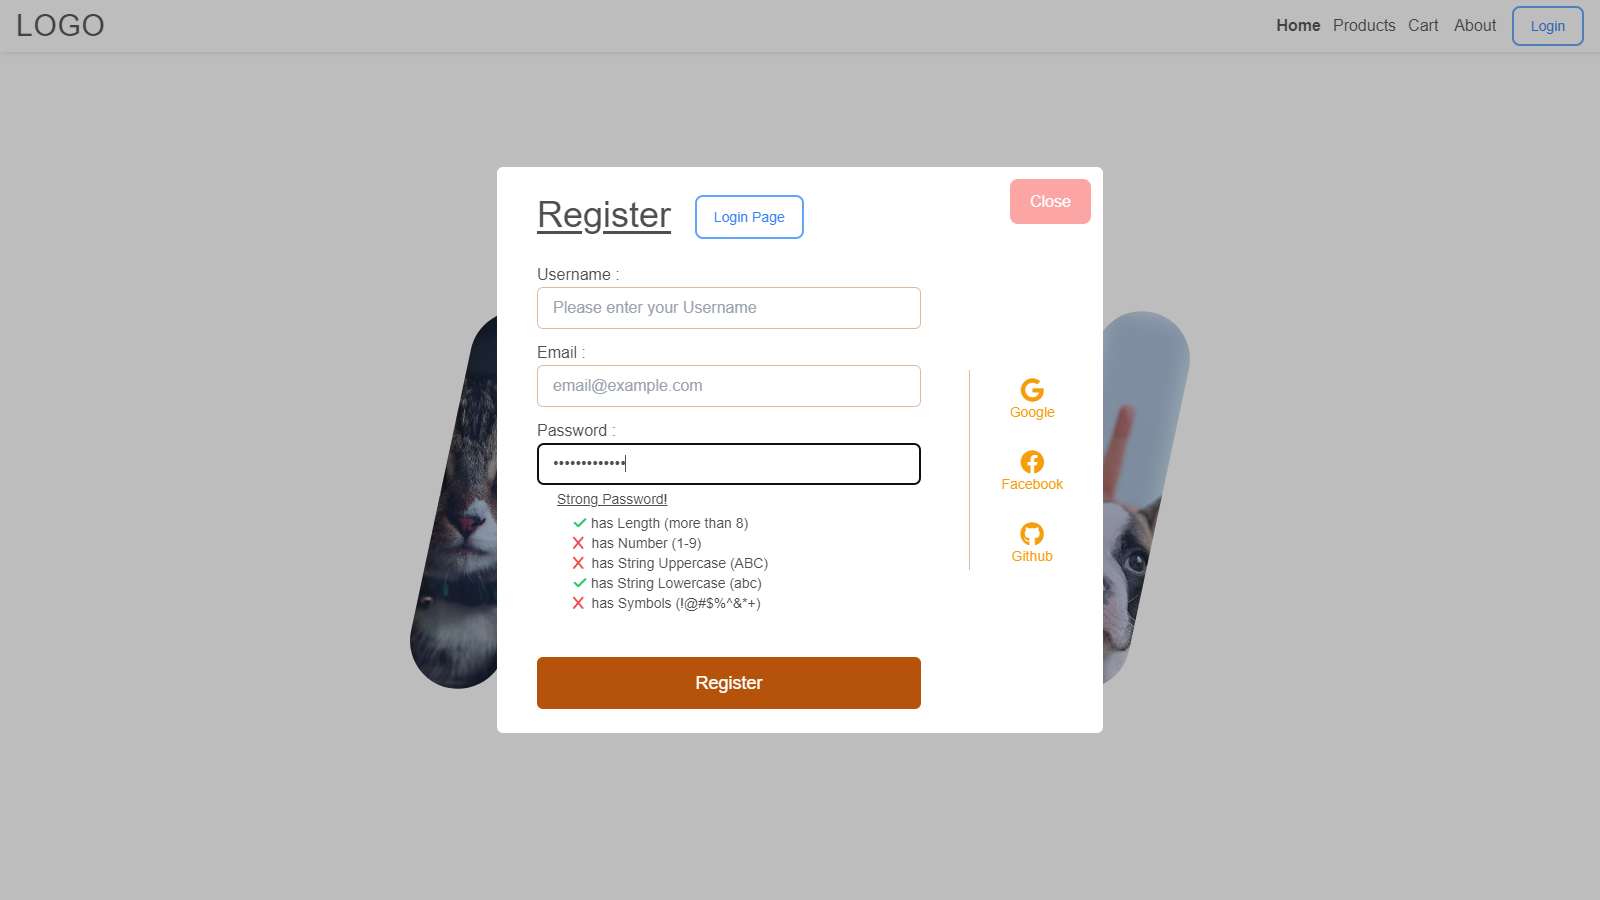 LOGO
Home Products Cart About Login
Register Login Page Close
Username :
Please enter your Username
Email :
email@example.com
Password :
•••••••••••••
Strong Password!
has Length (more than 8)
has Number (1-9)
has String Uppercase (ABC)
has String Lowercase (abc)
has Symbols (!@#$%^&*+)
Register
Google
Facebook
Github